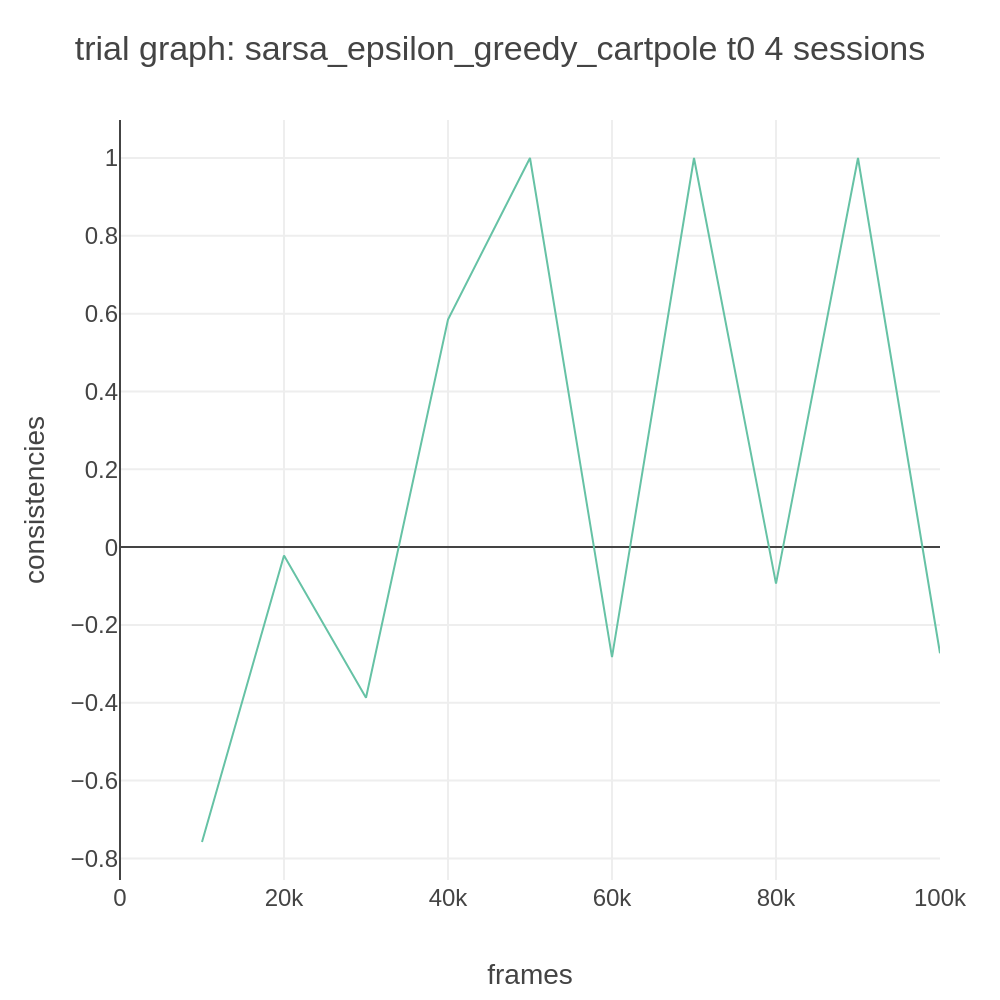 trial graph: sarsa_epsilon_greedy_cartpole t0 4 sessions
1
0.8
0.6
0.4
0.2
0
−0.2
−0.4
−0.6
−0.8
consistencies
0 20k 40k 60k 80k 100k
frames